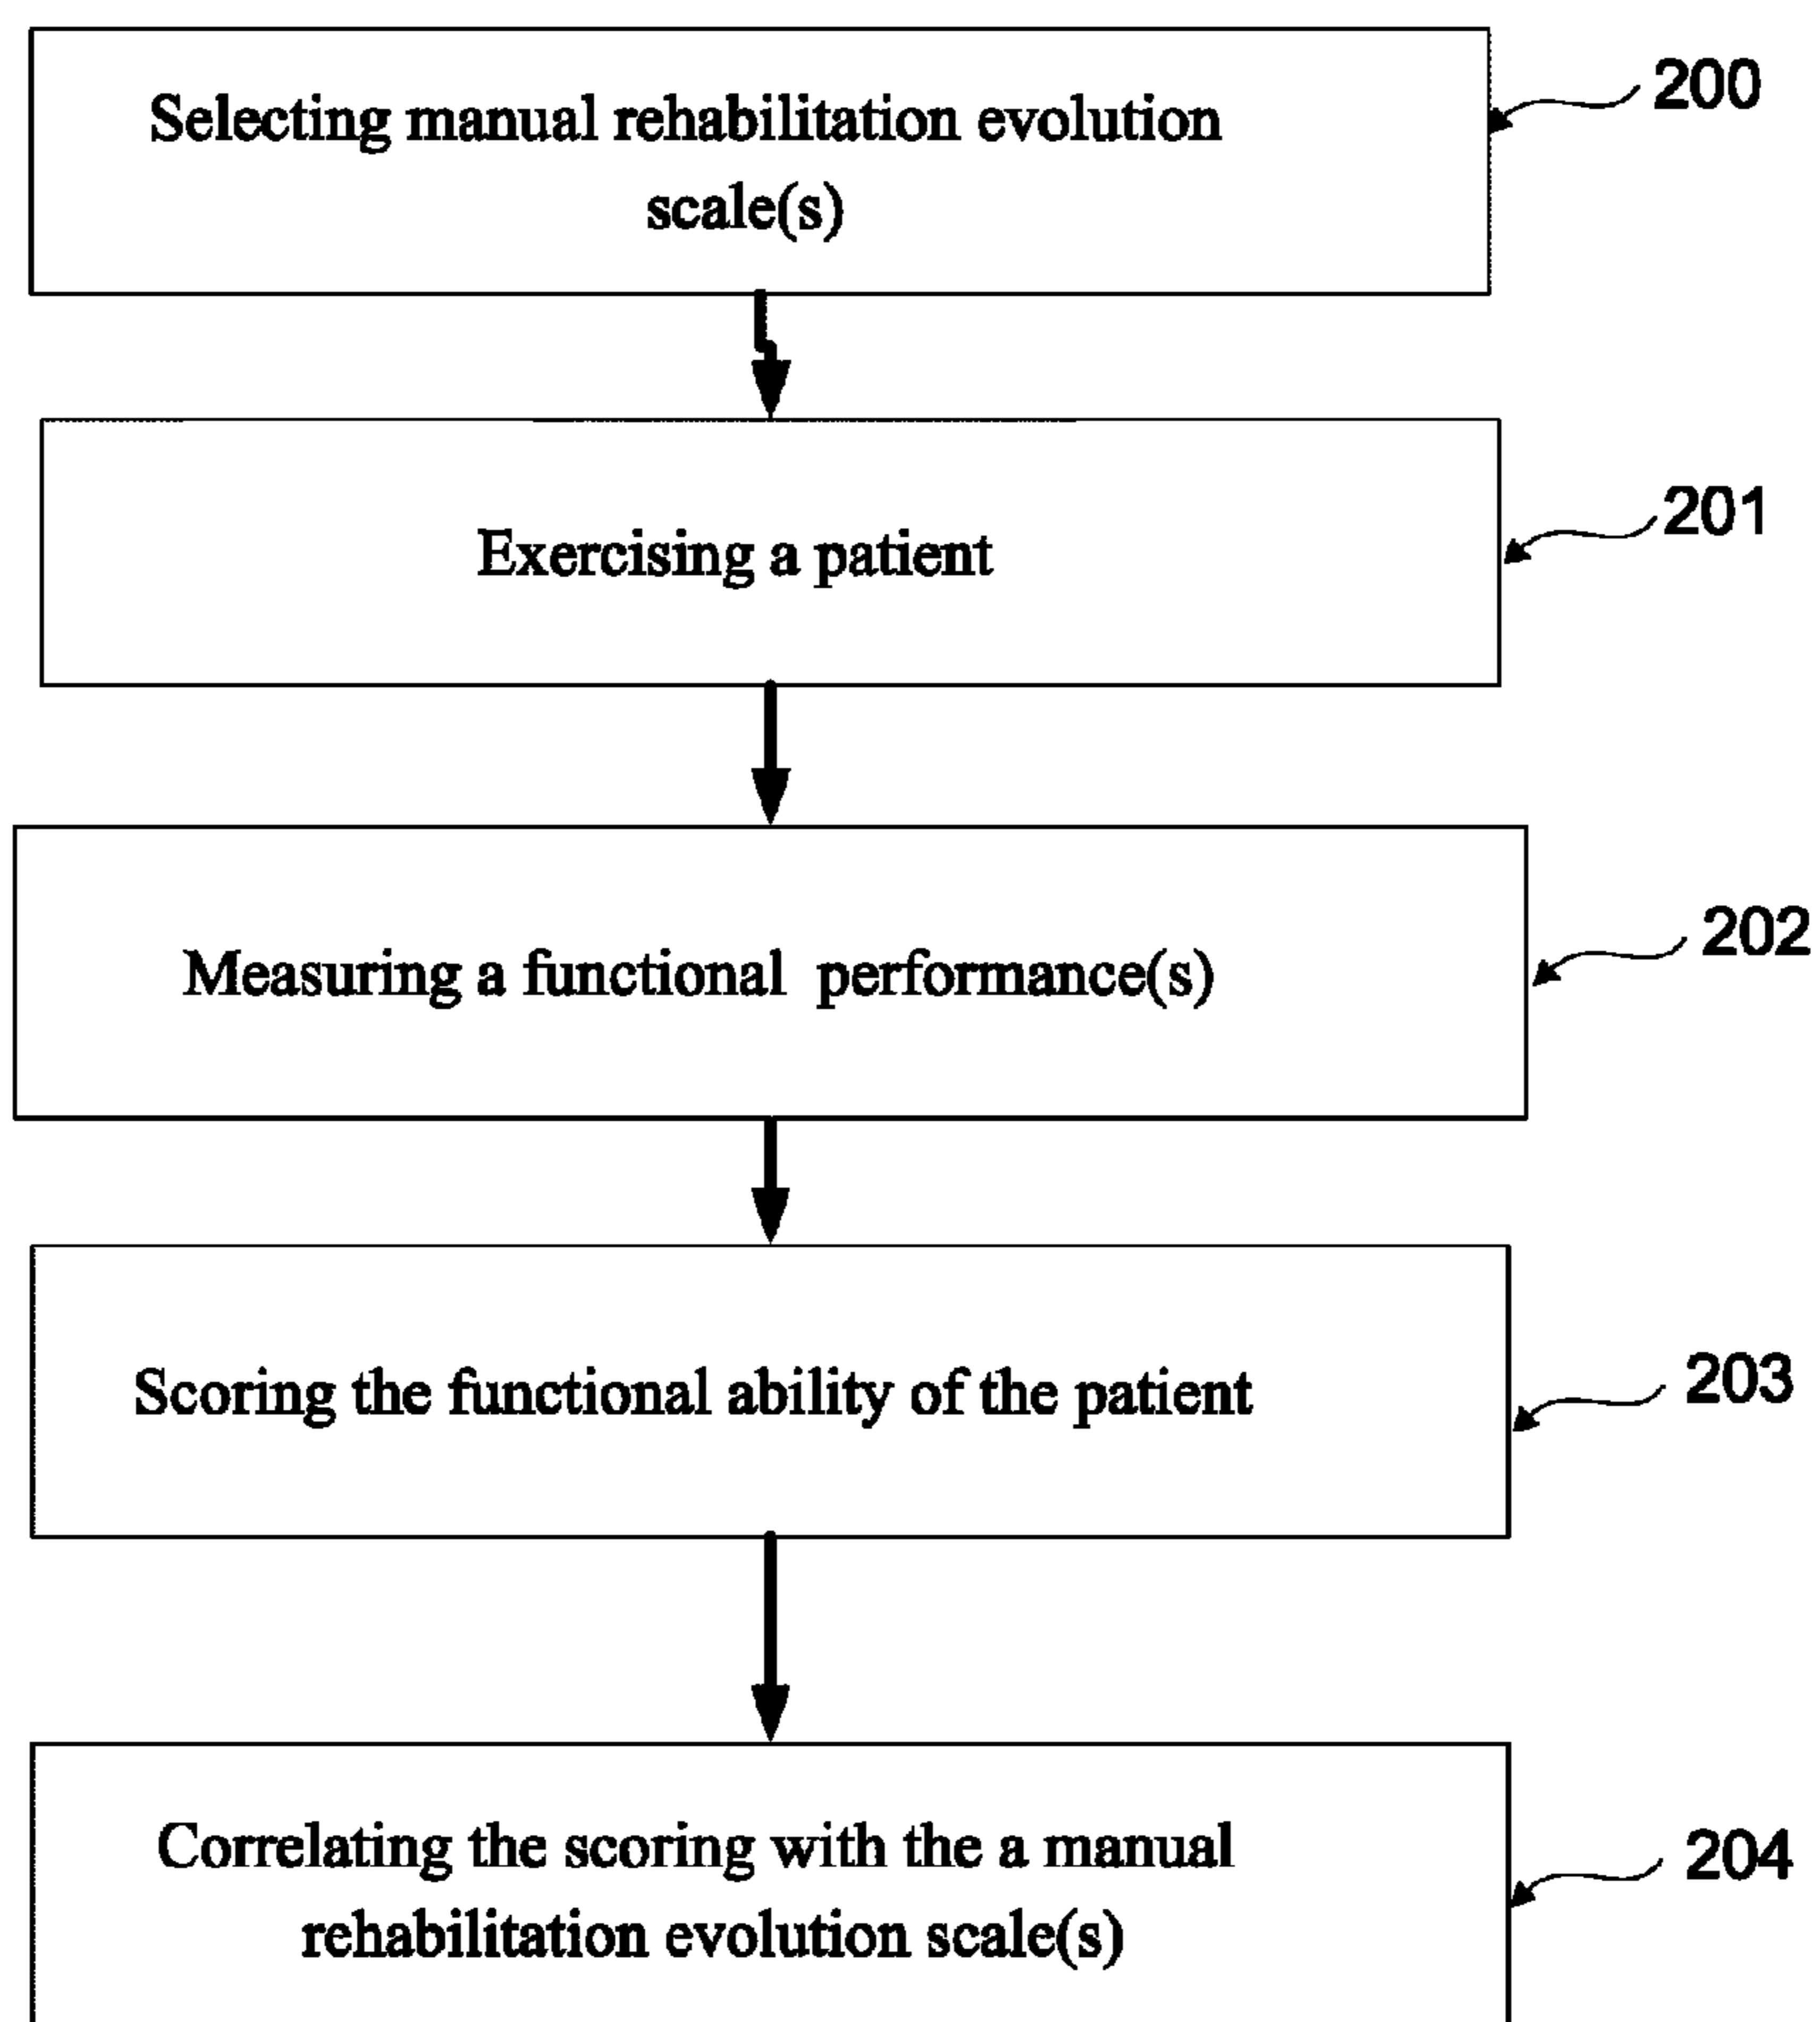 Selecting manual rehabilitation evolution
scale(s)
200
Exercising a patient
201
Measuring a functional performance(s)
202
Scoring the functional ability of the patient
203
Correlating the scoring with the a manual
rehabilitation evolution scale(s)
204